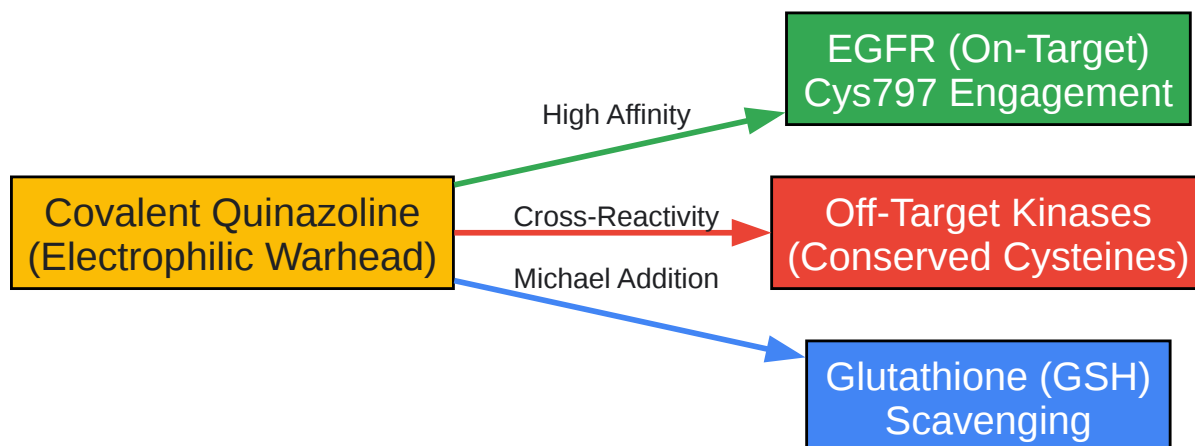 EGFR (On-Target)
Cys797 Engagement
High Affinity
Covalent Quinazoline
(Electrophilic Warhead)
Cross-Reactivity
Off-Target Kinases
(Conserved Cysteines)
Michael Addition
Glutathione (GSH)
Scavenging